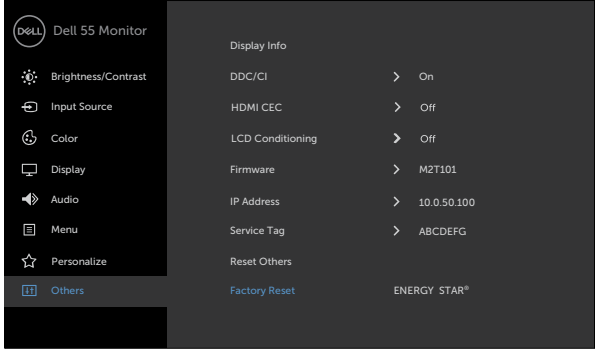 DELL Dell 55 Monitor
Display Info
Brightness/Contrast DDC/CI > On
Input Source HDMI CEC > Off
Color LCD Conditioning > Off
Display Firmware > M2T101
Audio IP Address > 10.0.50.100
Menu Service Tag > ABCDEFG
Personalize Reset Others
Others Factory Reset ENERGY STAR®